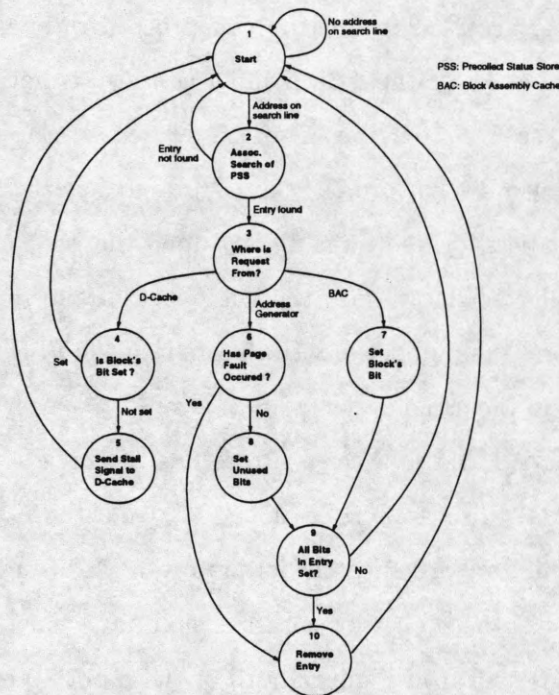 No address
on search line
1
Start
PSS: Precollect Status Store
BAC: Block Assembly Cache
Address on
search line
Entry
not found
2
Assoc.
Search of
PSS
Entry found
3
Where is
Request
From?
D-Cache
Address
Generator
BAC
4
Is Block's
Bit Set ?
6
Has Page
Fault
Occured ?
7
Set
Block's
Bit
Set
Not set
Yes
No
5
Send Stall
Signal to
D-Cache
8
Set
Unused
Bits
9
All Bits
in Entry
Set?
No
Yes
10
Remove
Entry